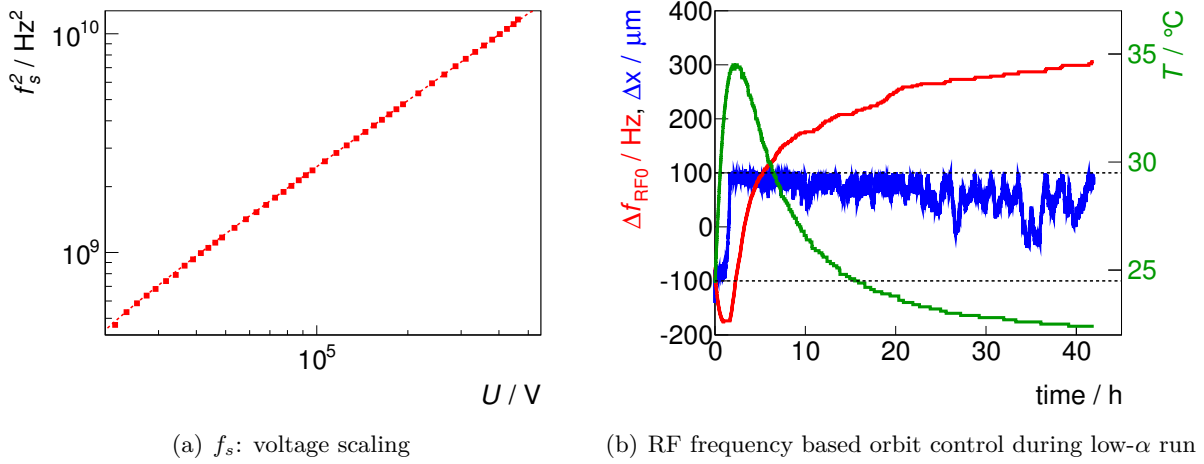 f_s^2 / Hz^2
10^10
10^9
10^5
U / V
(a) f_s: voltage scaling
Δf_RF0 / Hz, Δx / μm
400
300
200
100
0
-100
-200
0
10
20
30
40
time / h
T / °C
35
30
25
(b) RF frequency based orbit control during low-α run